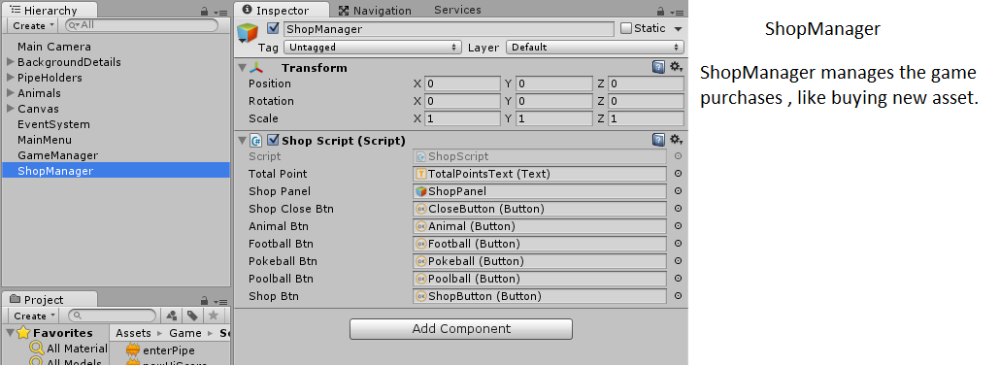 Hierarchy
Create
All
Main Camera
BackgroundDetails
PipeHolders
Animals
Canvas
EventSystem
MainMenu
GameManager
ShopManager
Project
Create
Favorites
All Material
All Models
Assets Game Sc
enterPipe
Inspector
Navigation
Services
ShopManager
Static
Tag Untagged Layer Default
Transform
Position X 0 Y 0 Z 0
Rotation X 0 Y 0 Z 0
Scale X 1 Y 1 Z 1
Shop Script (Script)
Script ShopScript
Total Point TotalPointsText (Text)
Shop Panel ShopPanel
Shop Close Btn CloseButton (Button)
Animal Btn Animal (Button)
Football Btn Football (Button)
Pokeball Btn Pokeball (Button)
Poolball Btn Poolball (Button)
Shop Btn ShopButton (Button)
Add Component
ShopManager
ShopManager manages the game
purchases , like buying new asset.